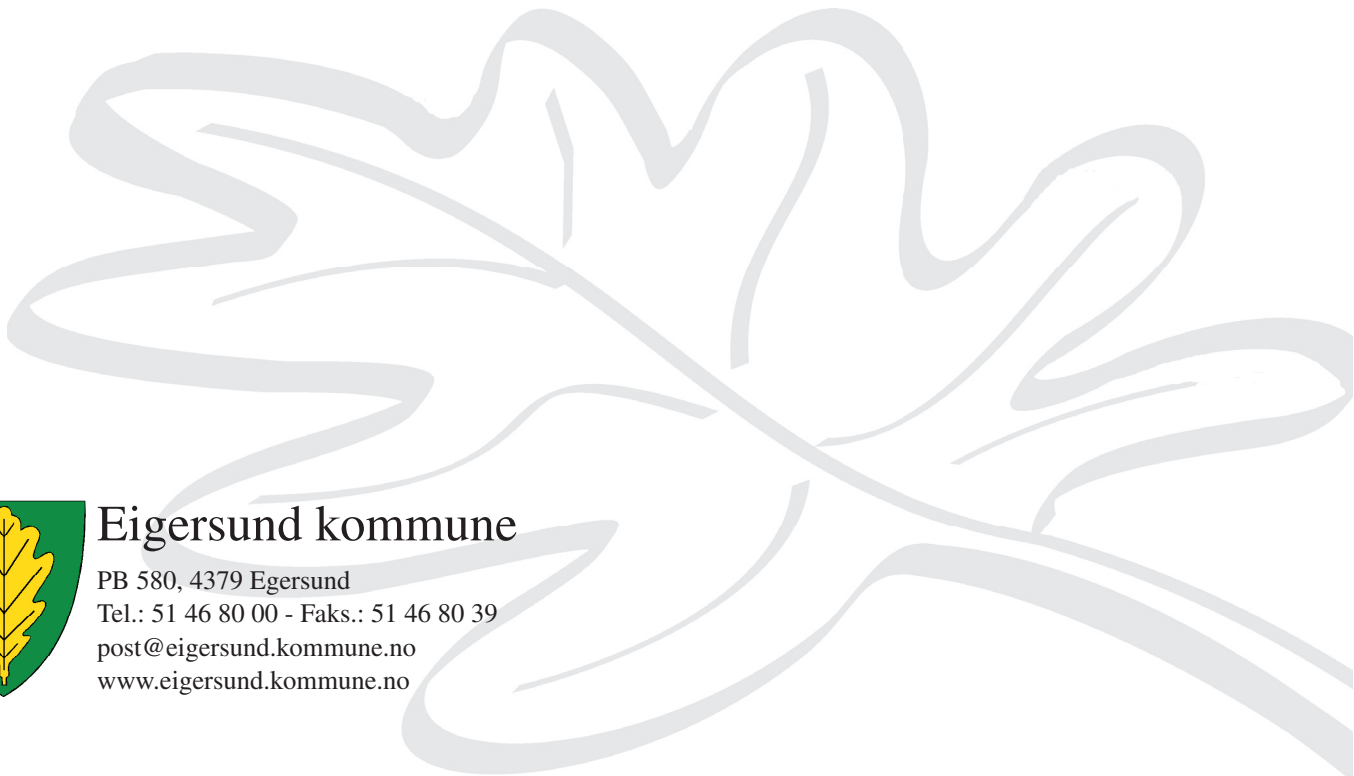 Eigersund kommune
PB 580, 4379 Egersund
Tel.: 51 46 80 00 - Faks.: 51 46 80 39
post@eigersund.kommune.no
www.eigersund.kommune.no